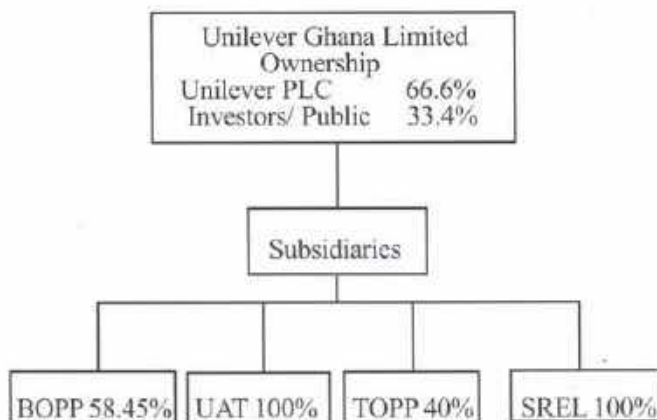 Unilever Ghana Limited
Ownership
Unilever PLC 66.6%
Investors/ Public 33.4%
Subsidiaries
BOPP 58.45% UAT 100% TOPP 40% SREL 100%